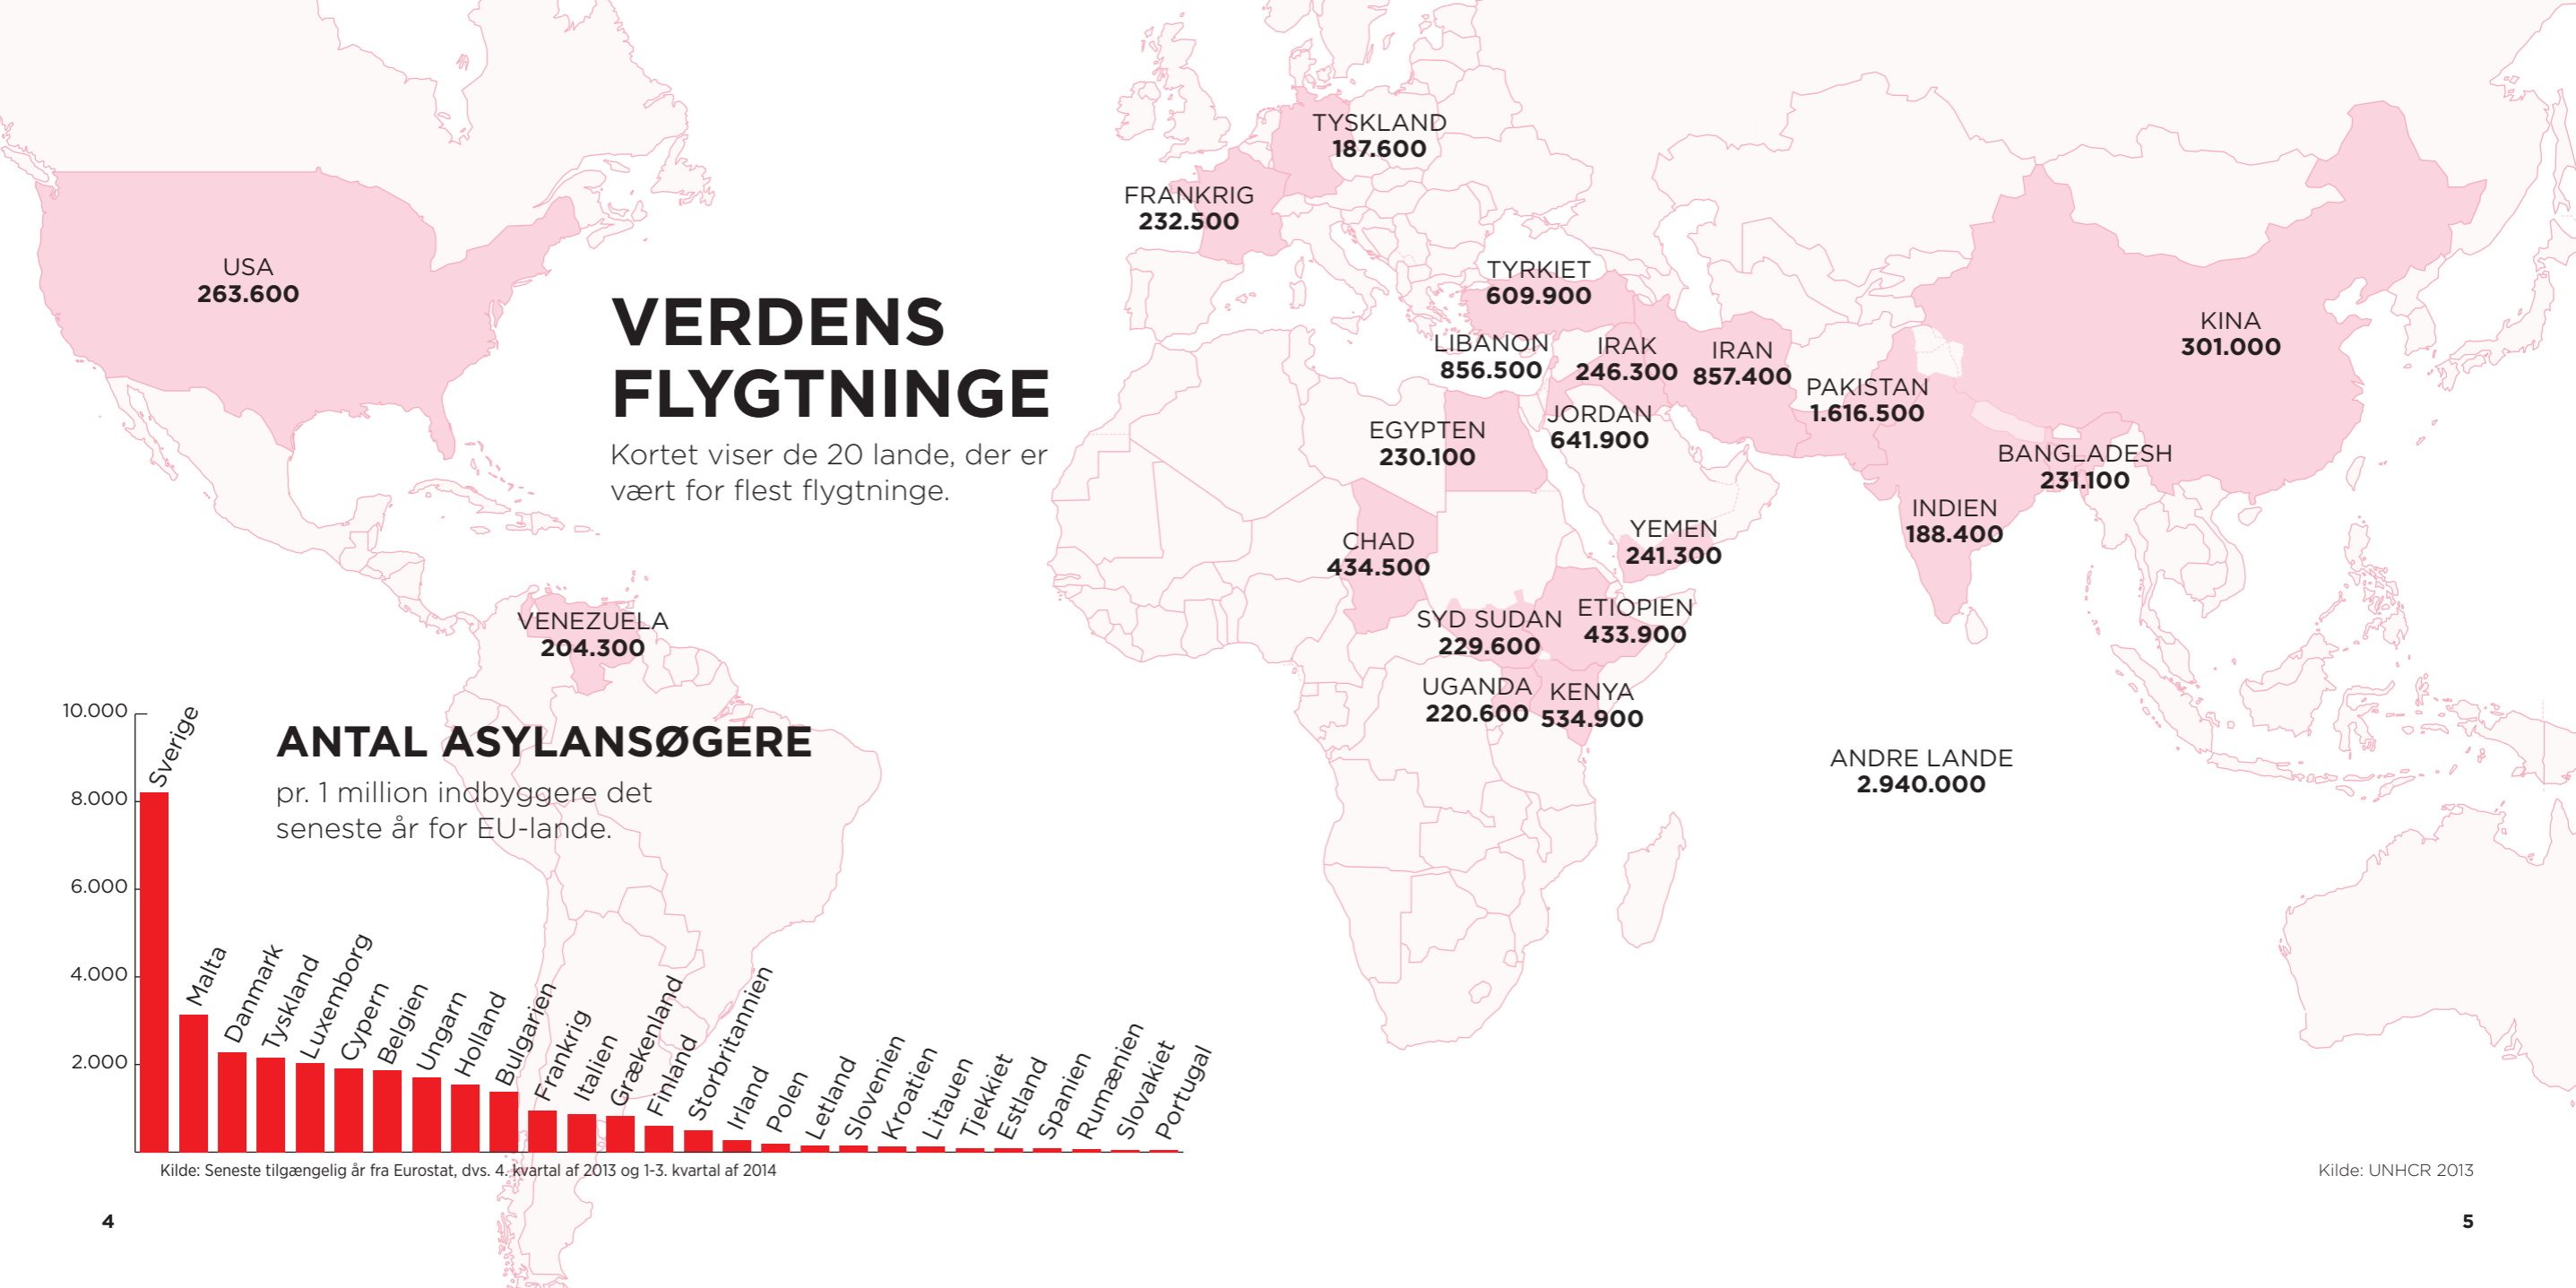 VERDENS
FLYGTNINGE
Kortet viser de 20 lande, der er
vært for flest flygtninge.
USA
263.600
VENEZUELA
204.300
TYSKLAND
187.600
FRANKRIG
232.500
TYRKIET
609.900
LIBANON
856.500
IRAK
246.300
IRAN
857.400
PAKISTAN
1.616.500
KINA
301.000
JORDAN
641.900
EGYPTEN
230.100
BANGLADESH
231.100
INDIEN
188.400
YEMEN
241.300
CHAD
434.500
SYD SUDAN
229.600
ETIOPIEN
433.900
UGANDA
220.600
KENYA
534.900
ANDRE LANDE
2.940.000
ANTAL ASYLANSØGERE
pr. 1 million indbyggere det
seneste år for EU-lande.
10.000
8.000
6.000
4.000
2.000
Sverige
Malta
Danmark
Tyskland
Luxemborg
Cypern
Belgien
Ungarn
Holland
Bulgarien
Frankrig
Italien
Grækenland
Finland
Storbritannien
Irland
Polen
Letland
Slovenien
Kroatien
Litauen
Tjekkiet
Estland
Spanien
Rumænien
Slovakiet
Portugal
Kilde: Seneste tilgængelig år fra Eurostat, dvs. 4. kvartal af 2013 og 1-3. kvartal af 2014
Kilde: UNHCR 2013
4
5